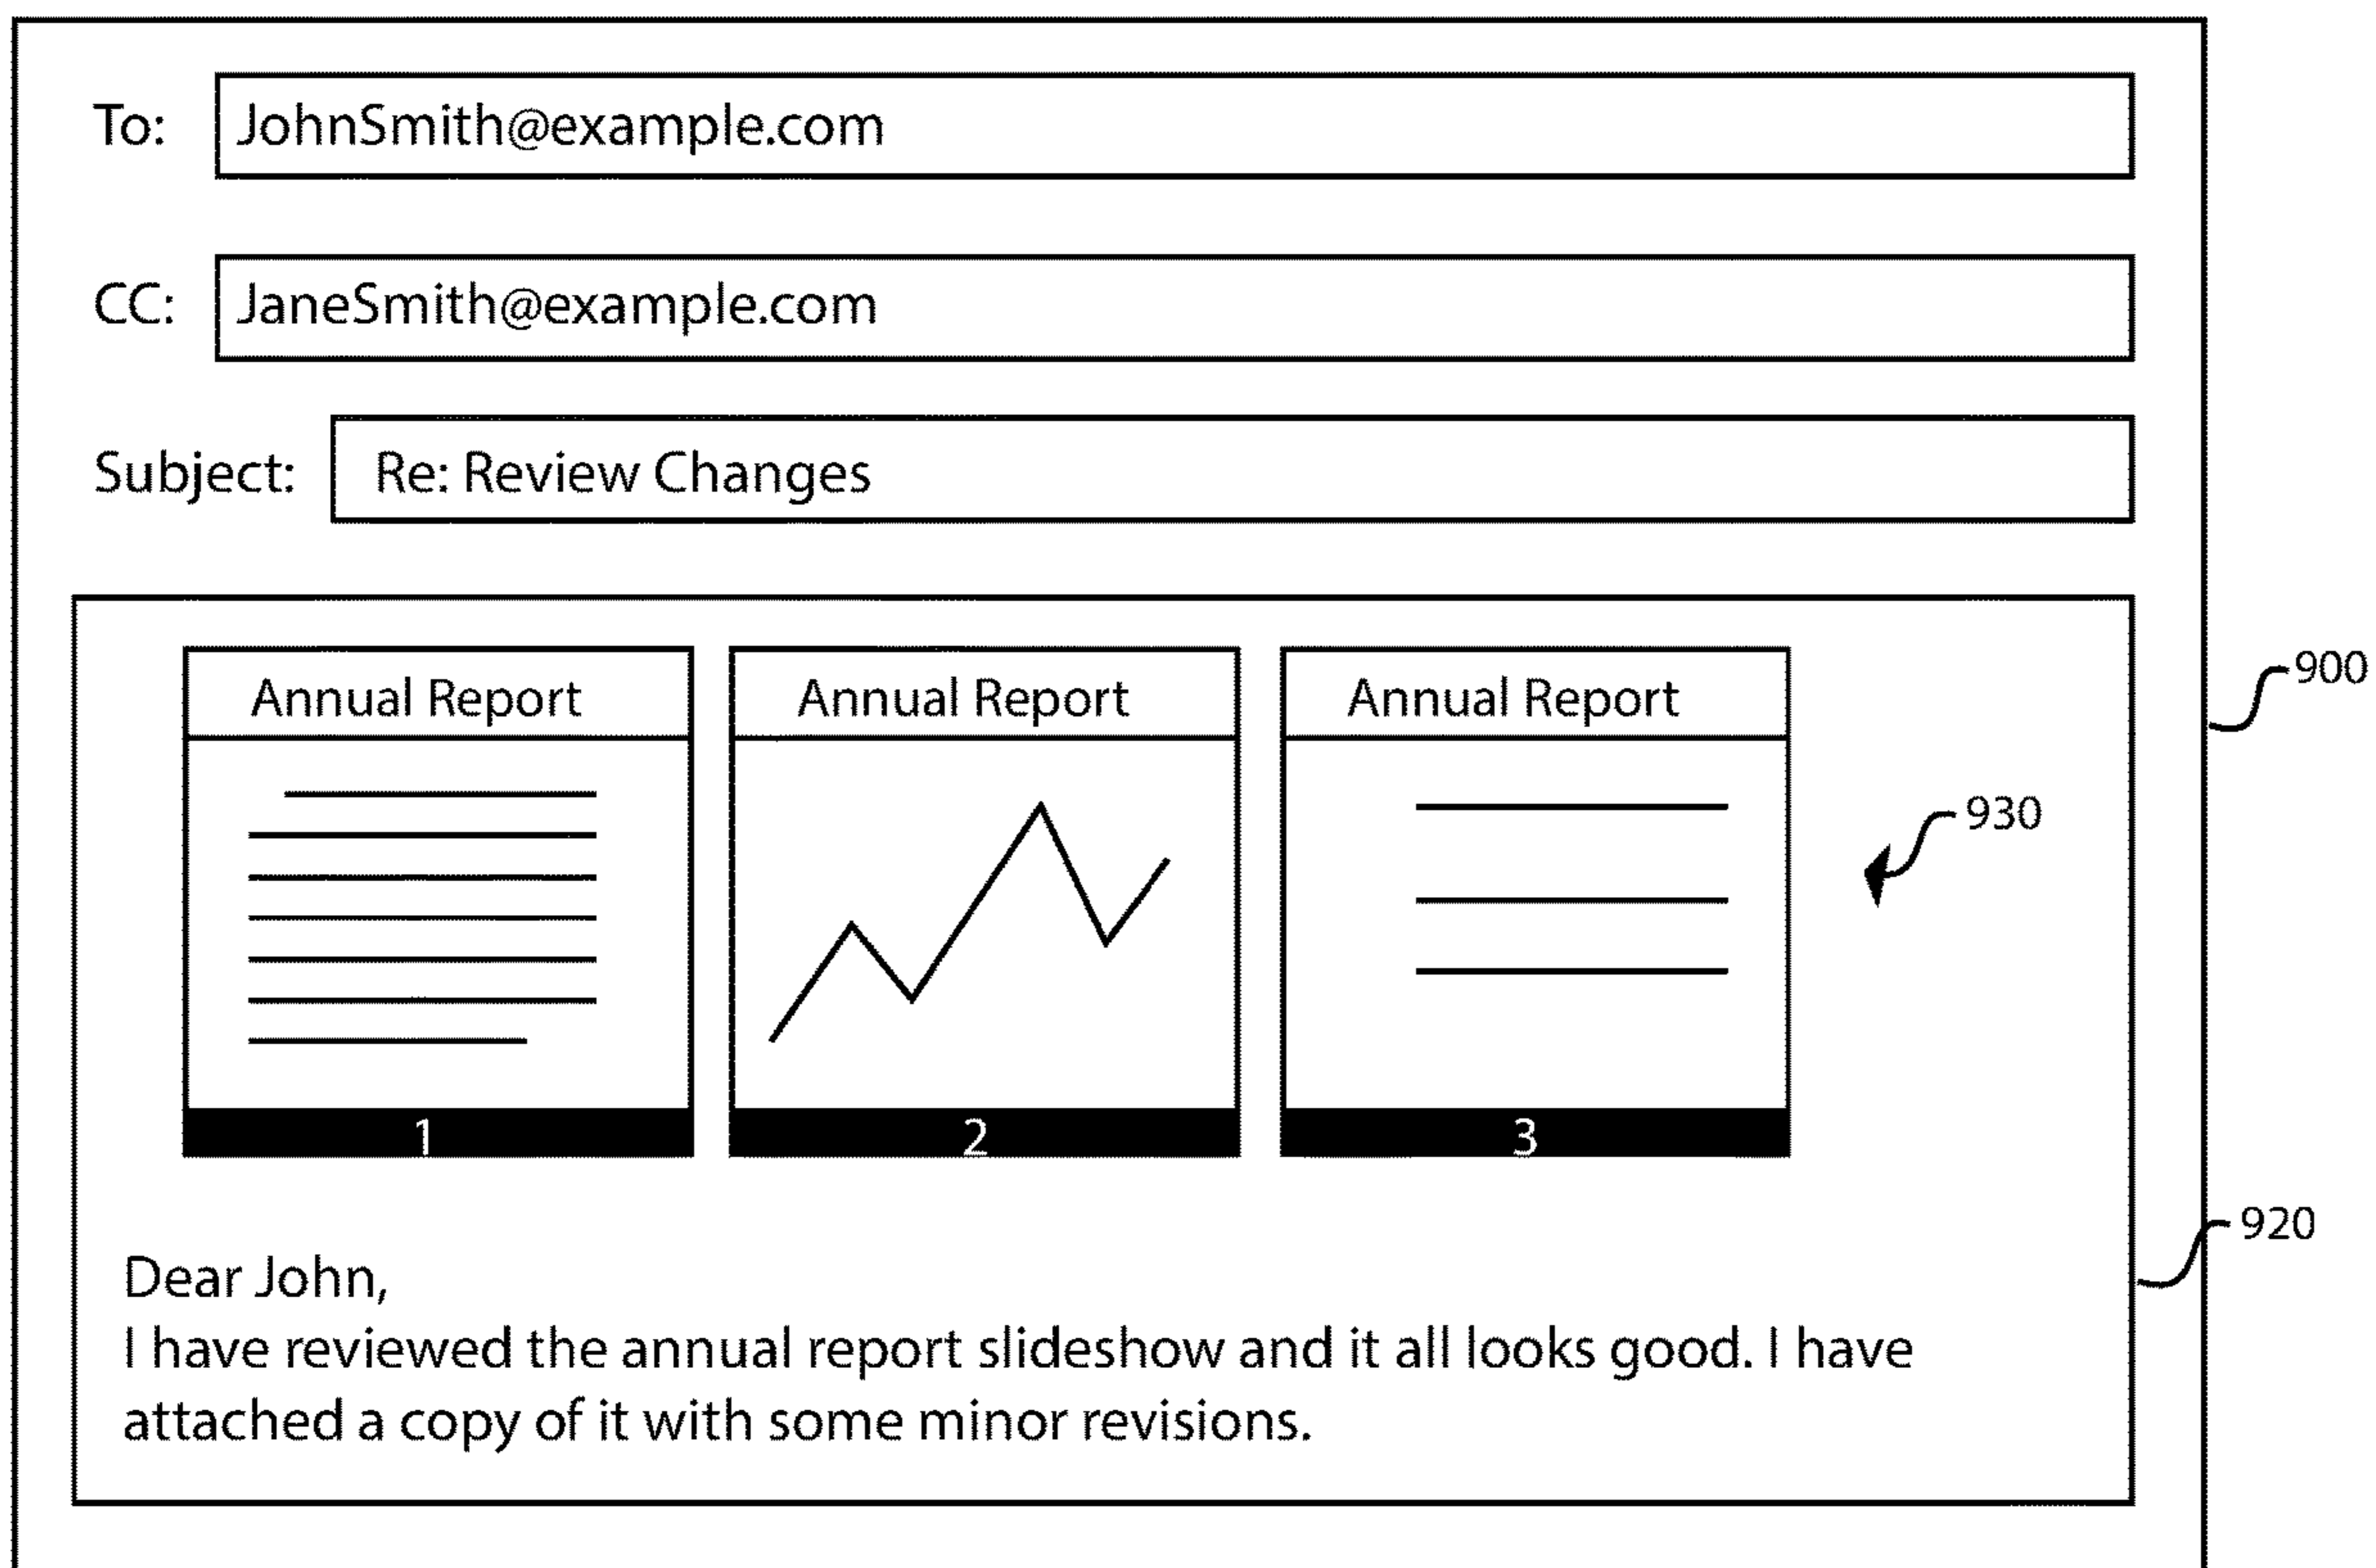 To: JohnSmith@example.com
CC: JaneSmith@example.com
Subject: Re: Review Changes
Annual Report Annual Report Annual Report
900
930
1 2 3
920
Dear John,
I have reviewed the annual report slideshow and it all looks good. I have
attached a copy of it with some minor revisions.